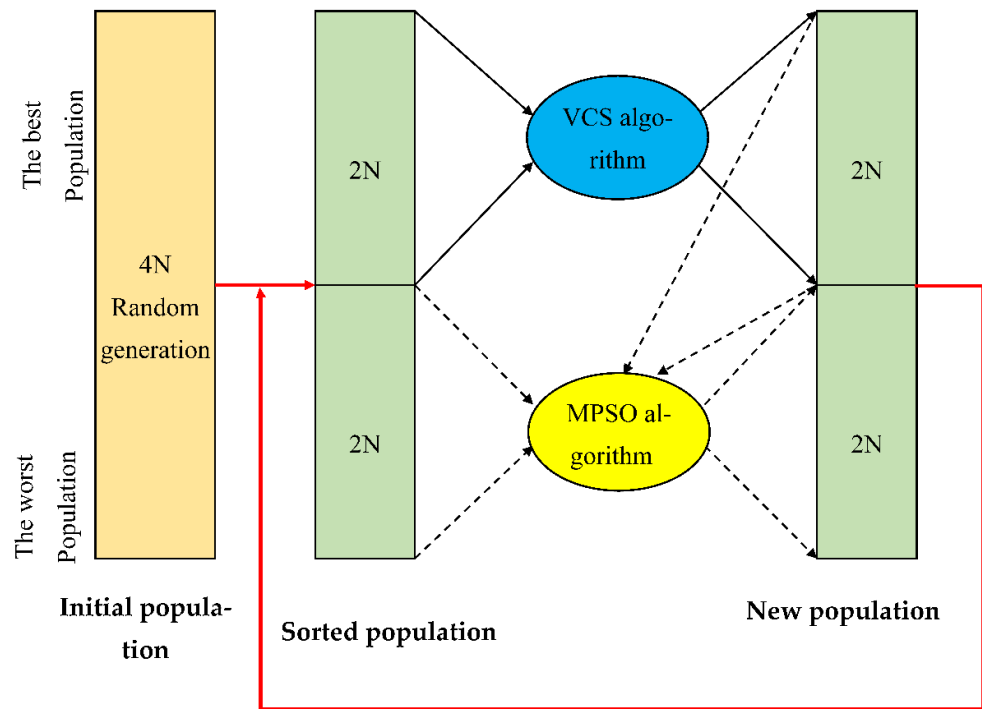 The best
Population
The worst
Population
4N
Random
generation
2N
2N
VCS algo-
rithm
MPSO al-
gorithm
2N
2N
Initial popula-
tion
Sorted population
New population